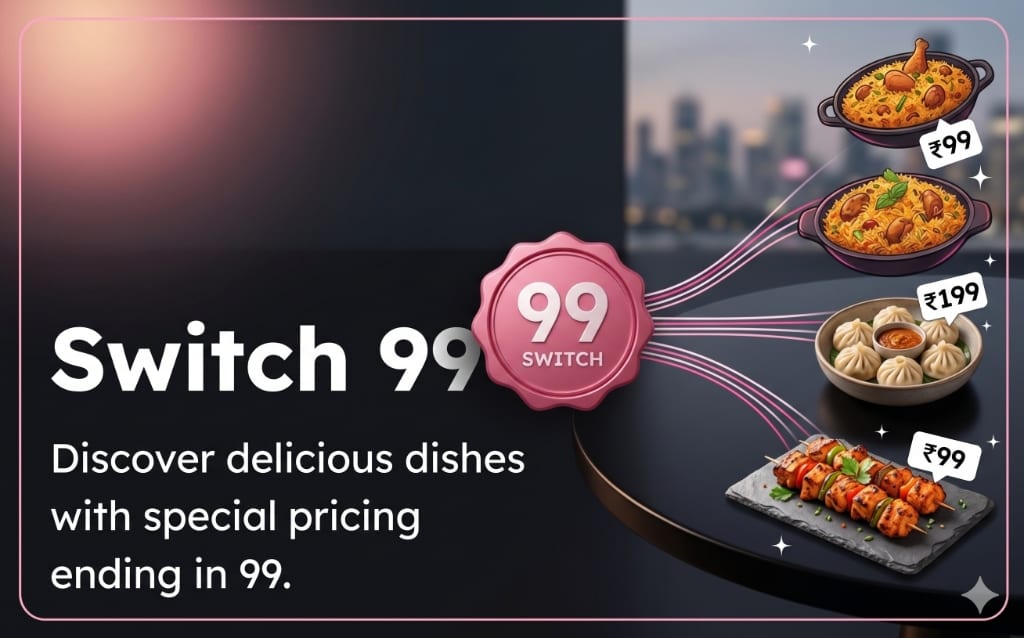 Switch 99
Discover delicious dishes
with special pricing
ending in 99.
99
SWITCH
₹99
₹199
₹99